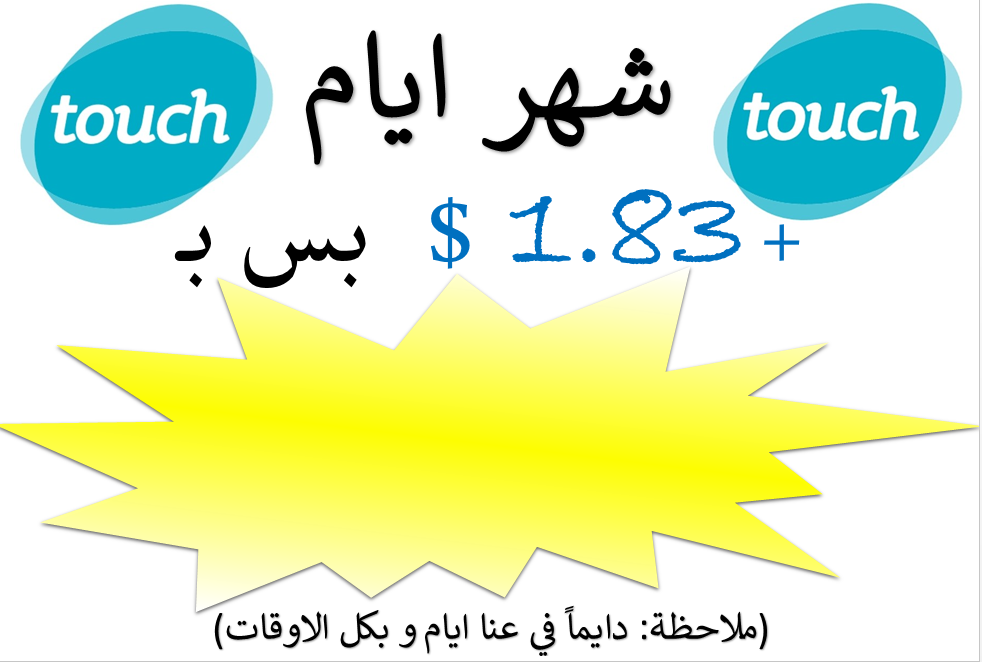 touch شهر ايام touch
+ 1.83 $ بس بـ
(ملاحظة: دايماً في عنا ايام و بكل الاوقات)